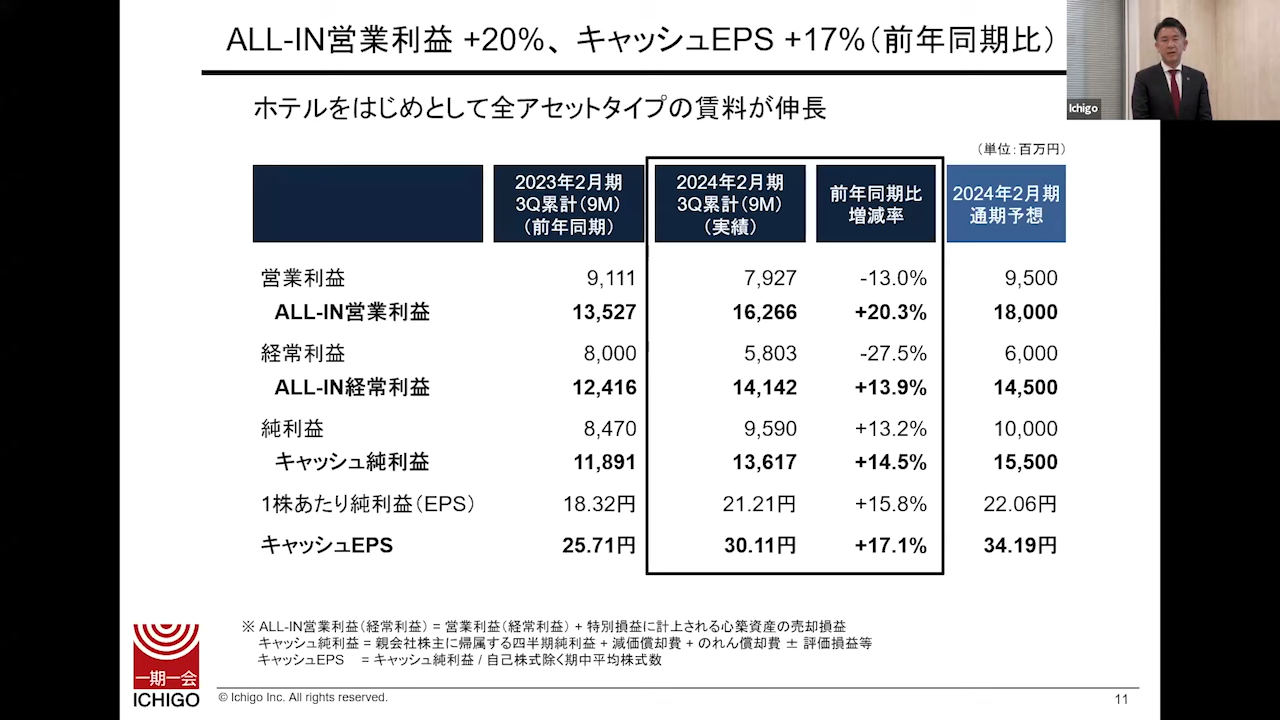 ALL-IN営業利益 +20%、キャッシュEPS +17%（前年同期比）
Ichigo
ホテルをはじめとして全アセットタイプの賃料が伸長
（単位：百万円）
2023年2月期
3Q累計（9M）
（前年同期）
2024年2月期
3Q累計（9M）
（実績）
前年同期比
増減率
2024年2月期
通期予想
営業利益 9,111 7,927 -13.0% 9,500
ALL-IN営業利益 13,527 16,266 +20.3% 18,000
経常利益 8,000 5,803 -27.5% 6,000
ALL-IN経常利益 12,416 14,142 +13.9% 14,500
純利益 8,470 9,590 +13.2% 10,000
キャッシュ純利益 11,891 13,617 +14.5% 15,500
1株あたり純利益（EPS） 18.32円 21.21円 +15.8% 22.06円
キャッシュEPS 25.71円 30.11円 +17.1% 34.19円
※ ALL-IN営業利益（経常利益）= 営業利益（経常利益）+ 特別損益に計上される心築資産の売却損益
キャッシュ純利益 = 親会社株主に帰属する四半期純利益 + 減価償却費 + のれん償却費 ± 評価損益等
キャッシュEPS = キャッシュ純利益 / 自己株式除く期中平均株式数
一期一会
ICHIGO
© Ichigo Inc. All rights reserved.
11